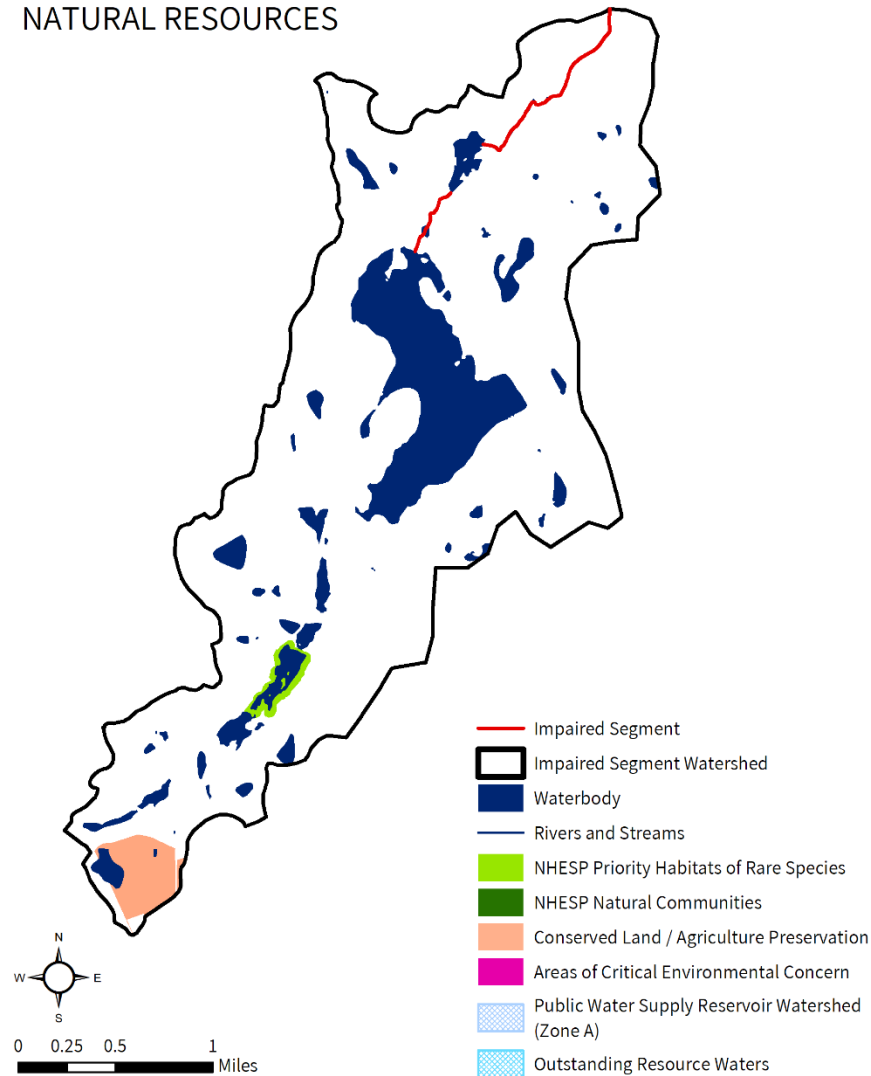 NATURAL RESOURCES
Impaired Segment
Impaired Segment Watershed
Waterbody
Rivers and Streams
NHESP Priority Habitats of Rare Species
NHESP Natural Communities
Conserved Land / Agriculture Preservation
Areas of Critical Environmental Concern
Public Water Supply Reservoir Watershed
(Zone A)
Outstanding Resource Waters
N
W E
S
0 0.25 0.5 1
Miles